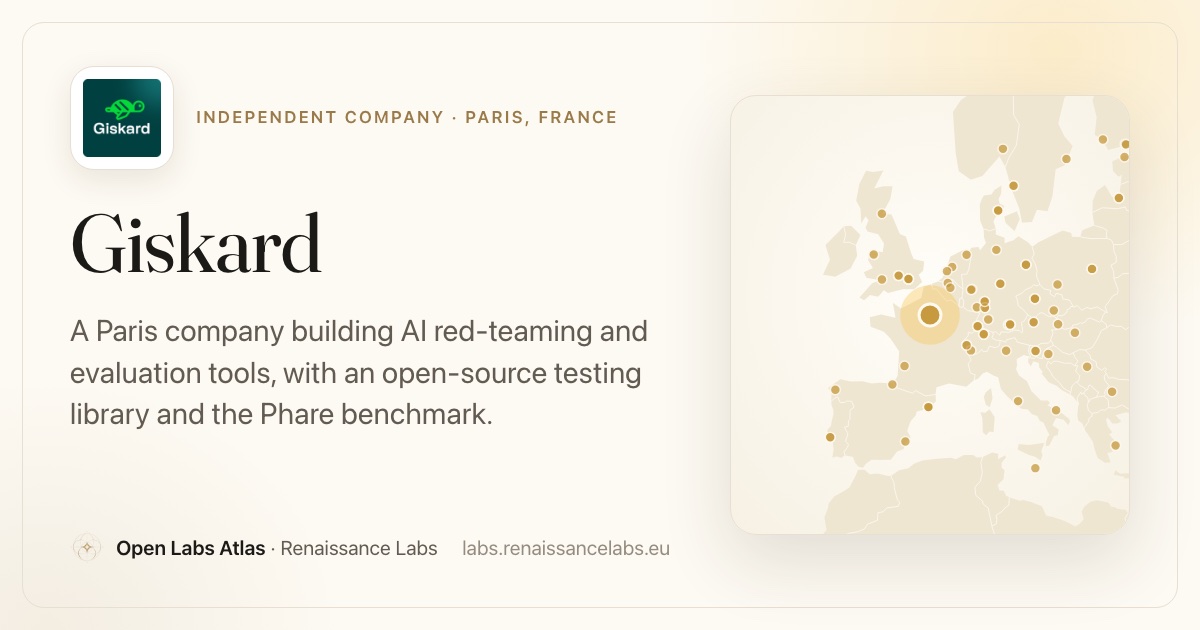 Giskard
INDEPENDENT COMPANY · PARIS, FRANCE
Giskard
A Paris company building AI red-teaming and
evaluation tools, with an open-source testing
library and the Phare benchmark.
Open Labs Atlas · Renaissance Labs labs.renaissancelabs.eu